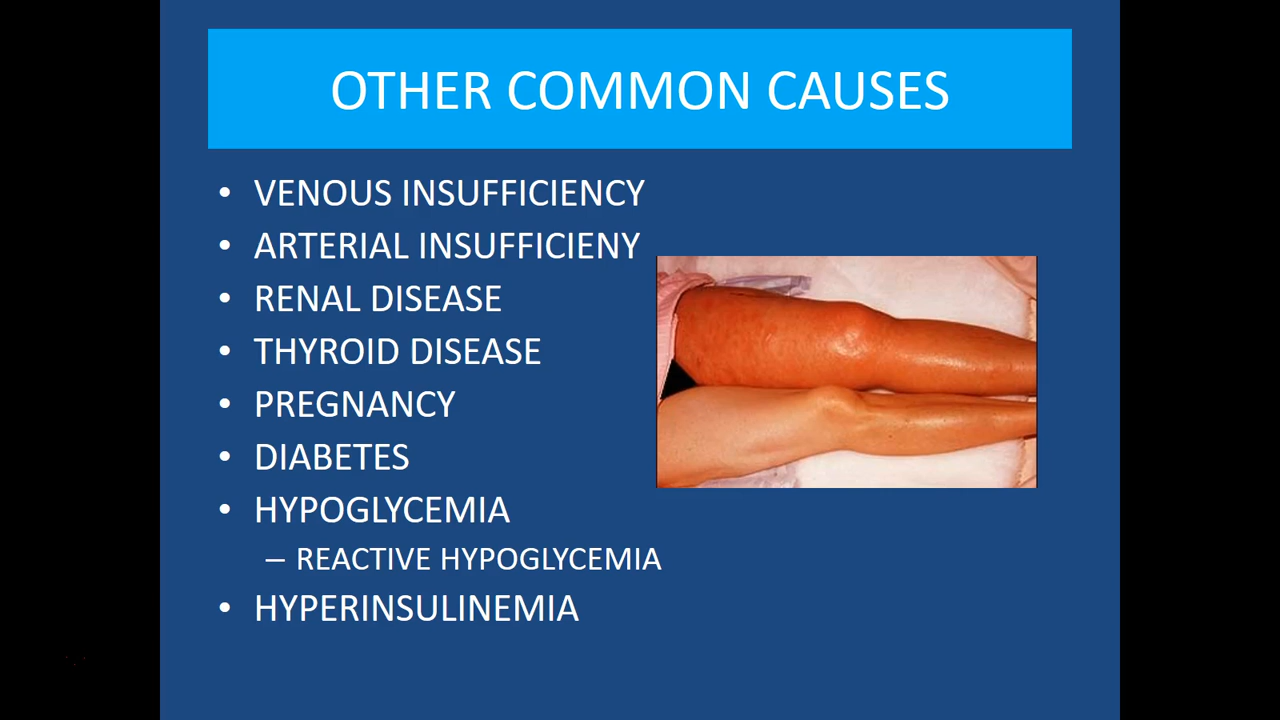 OTHER COMMON CAUSES
• VENOUS INSUFFICIENCY
• ARTERIAL INSUFFICIENY
• RENAL DISEASE
• THYROID DISEASE
• PREGNANCY
• DIABETES
• HYPOGLYCEMIA
– REACTIVE HYPOGLYCEMIA
• HYPERINSULINEMIA